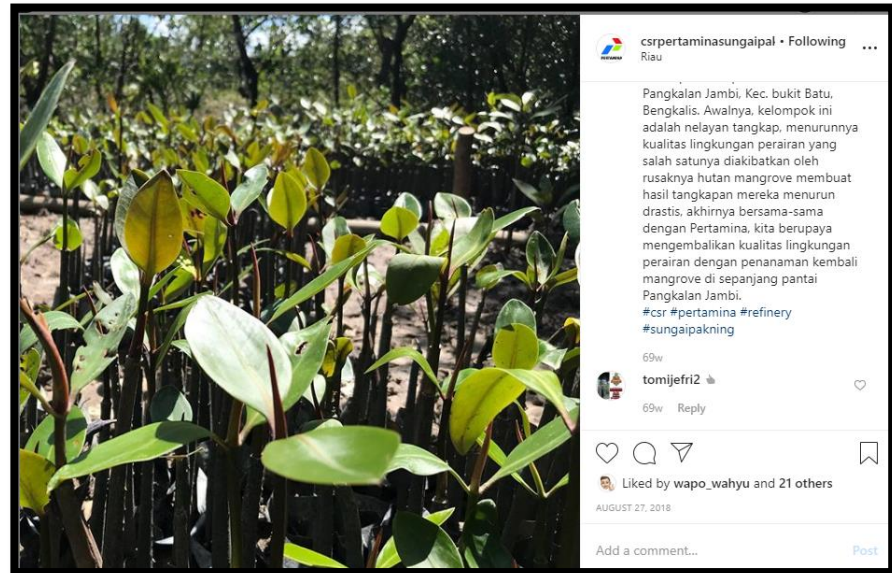 csrpertaminasungaipal • Following
Riau
PERTAMINA
Pangkalan Jambi, Kec. bukit Batu,
Bengkalis. Awalnya, kelompok ini
adalah nelayan tangkap, menurunnya
kualitas lingkungan perairan yang
salah satunya diakibatkan oleh
rusaknya hutan mangrove membuat
hasil tangkapan mereka menurun
drastis, akhirnya bersama-sama
dengan Pertamina, kita berupaya
mengembalikan kualitas lingkungan
perairan dengan penanaman kembali
mangrove di sepanjang pantai
Pangkalan Jambi.
#csr #pertamina #refinery
#sungaipakning
69w
tomijefri2
69w Reply
Liked by wapo_wahyu and 21 others
AUGUST 27, 2018
Add a comment... Post